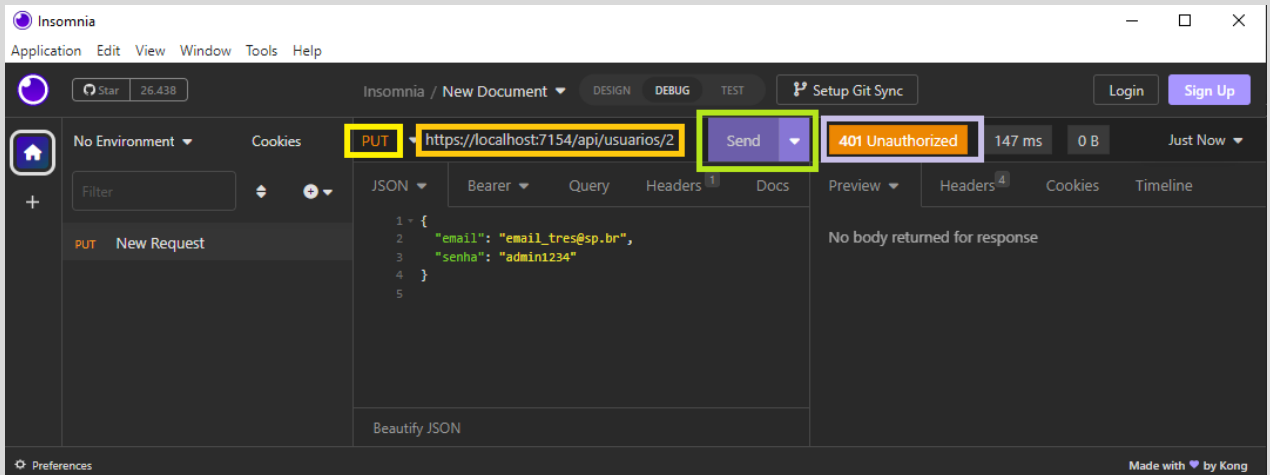 Insomnia
Application Edit View Window Tools Help
Star 26.438 Insomnia / New Document DESIGN DEBUG TEST Setup Git Sync Login Sign Up
No Environment Cookies PUT https://localhost:7154/api/usuarios/2 Send 401 Unauthorized 147 ms 0 B Just Now
Filter JSON Bearer Query Headers 1 Docs Preview Headers 4 Cookies Timeline
PUT New Request
1 {
2 "email": "email_tres@sp.br",
3 "senha": "admin1234"
4 }
5
No body returned for response
Beautify JSON
Preferences Made with ♥ by Kong